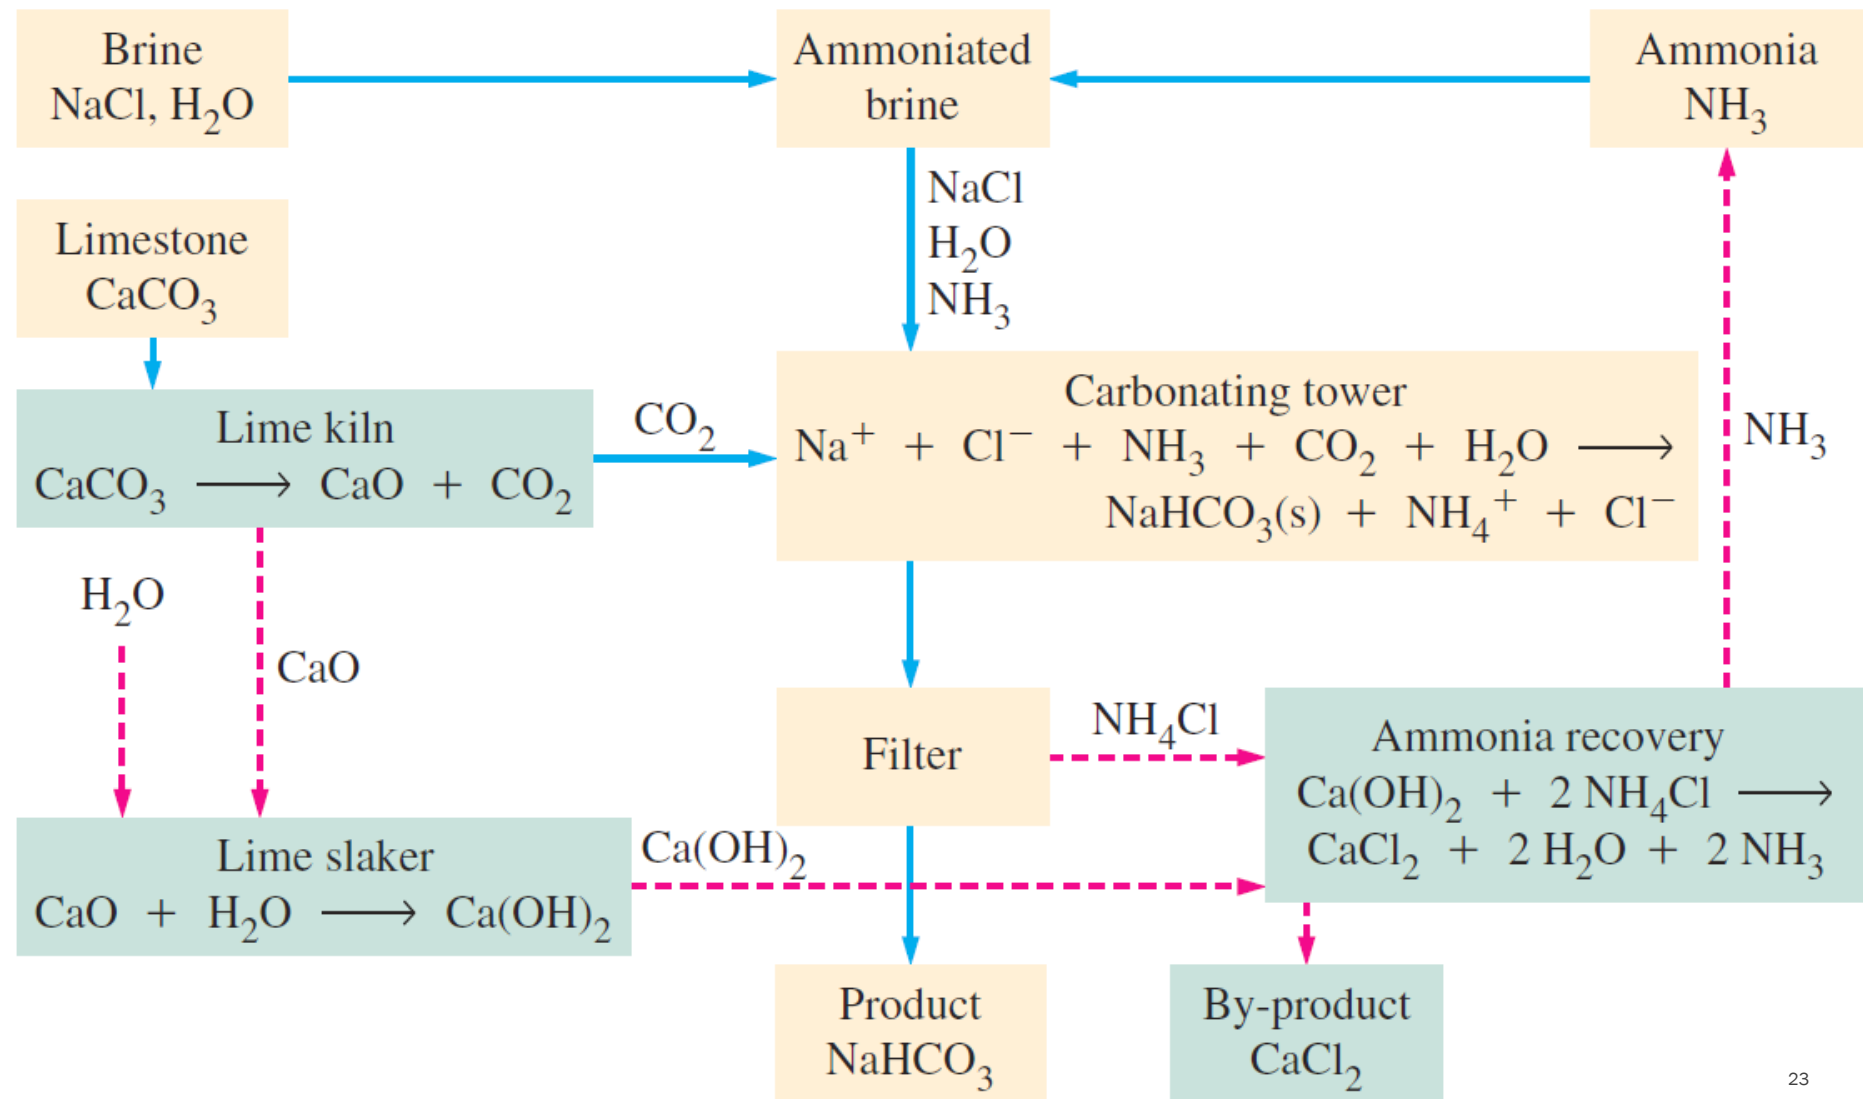 Brine
NaCl, H₂O
Ammoniated
brine
Ammonia
NH₃
NaCl
H₂O
NH₃
Limestone
CaCO₃
Lime kiln
CaCO₃ ⟶ CaO + CO₂
CO₂
Carbonating tower
Na⁺ + Cl⁻ + NH₃ + CO₂ + H₂O ⟶
NaHCO₃(s) + NH₄⁺ + Cl⁻
NH₃
H₂O
CaO
Filter
NH₄Cl
Ammonia recovery
Ca(OH)₂ + 2 NH₄Cl ⟶
CaCl₂ + 2 H₂O + 2 NH₃
Lime slaker
CaO + H₂O ⟶ Ca(OH)₂
Ca(OH)₂
Product
NaHCO₃
By-product
CaCl₂
23